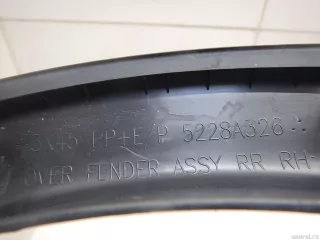 PP+E/P 5228A326
OVER FENDER ASSY RR RH